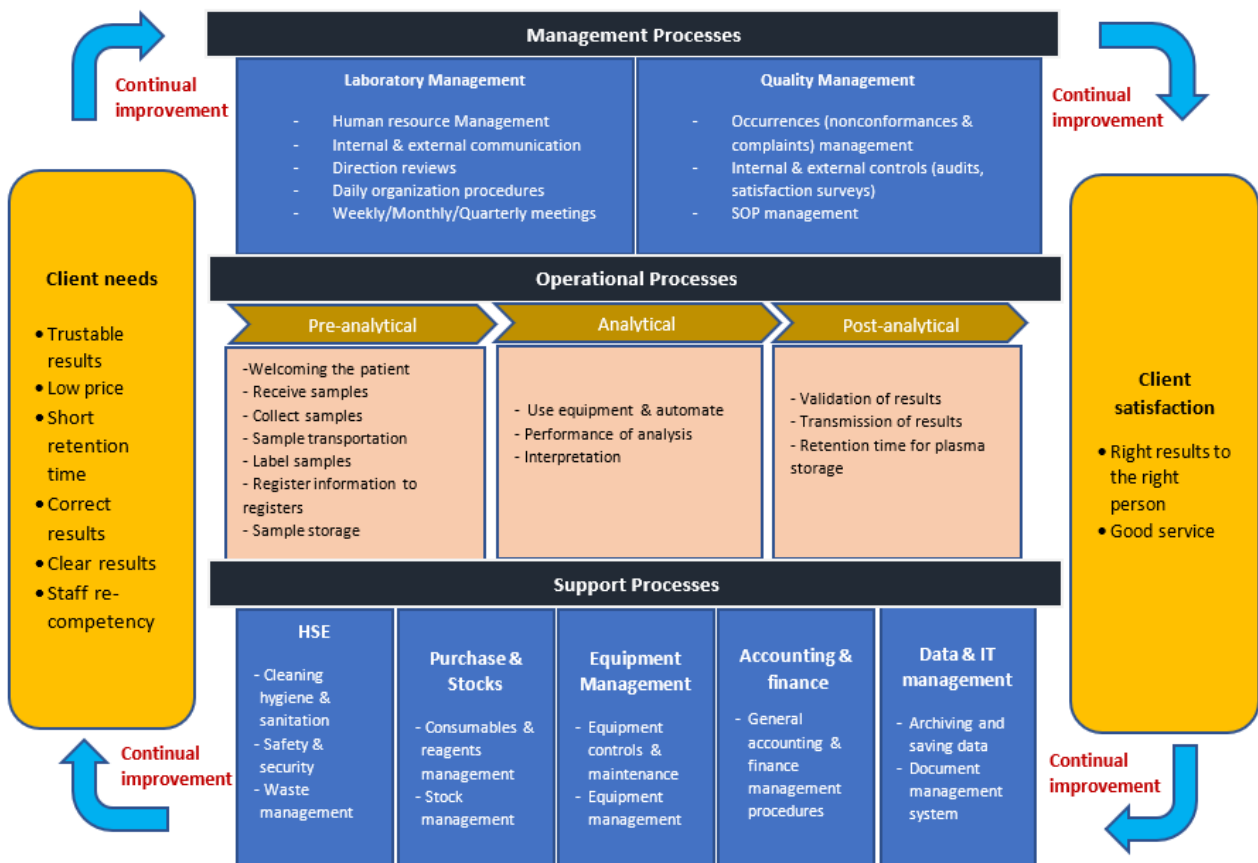 Management Processes
Continual
improvement
Laboratory Management
- Human resource Management
- Internal & external communication
- Direction reviews
- Daily organization procedures
- Weekly/Monthly/Quarterly meetings
Quality Management
- Occurrences (nonconformances &
complaints) management
- Internal & external controls (audits,
satisfaction surveys)
- SOP management
Continual
improvement
Client needs
• Trustable
results
• Low price
• Short
retention
time
• Correct
results
• Clear results
• Staff re-
competency
Operational Processes
Pre-analytical
-Welcoming the patient
- Receive samples
- Collect samples
- Sample transportation
- Label samples
- Register information to
registers
- Sample storage
Analytical
- Use equipment & automate
- Performance of analysis
- Interpretation
Post-analytical
- Validation of results
- Transmission of results
- Retention time for plasma
storage
Client
satisfaction
• Right results to
the right
person
• Good service
Support Processes
HSE
- Cleaning
hygiene &
sanitation
- Safety &
security
- Waste
management
Purchase &
Stocks
- Consumables &
reagents
management
- Stock
management
Equipment
Management
- Equipment
controls &
maintenance
- Equipment
management
Accounting &
finance
- General
accounting &
finance
management
procedures
Data & IT
management
- Archiving and
saving data
- Document
management
system
Continual
improvement
Continual
improvement